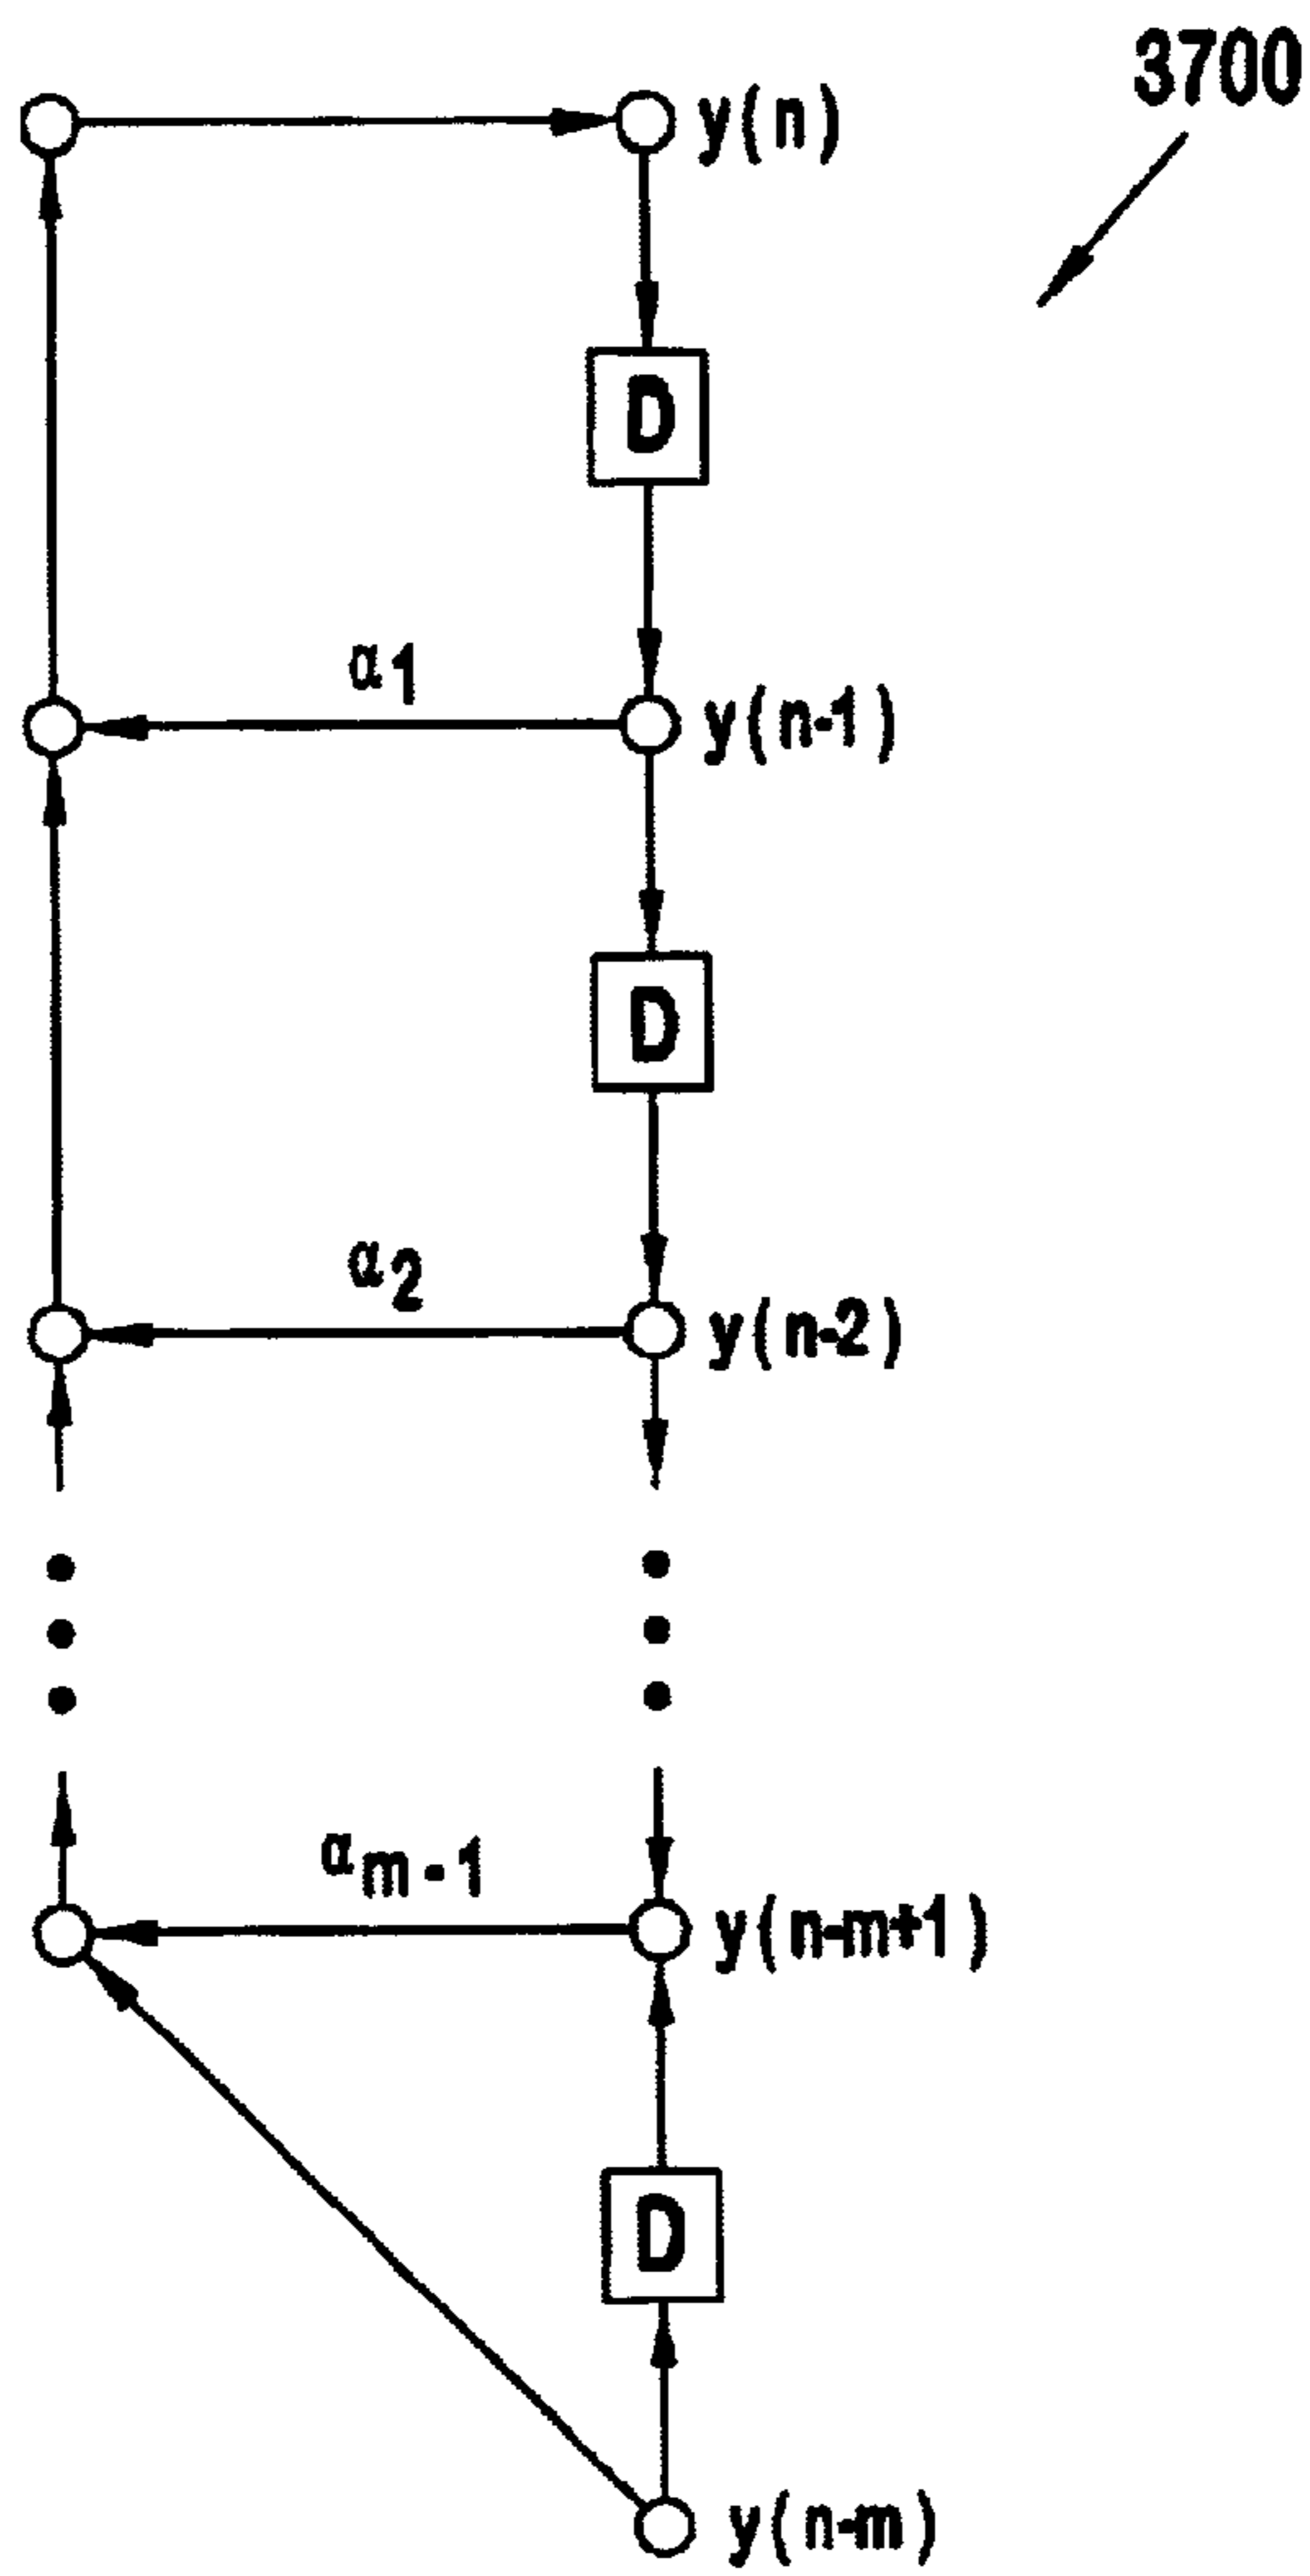 3700
y(n)
D
α1
y(n-1)
D
α2
y(n-2)
αm-1
y(n-m+1)
D
y(n-m)